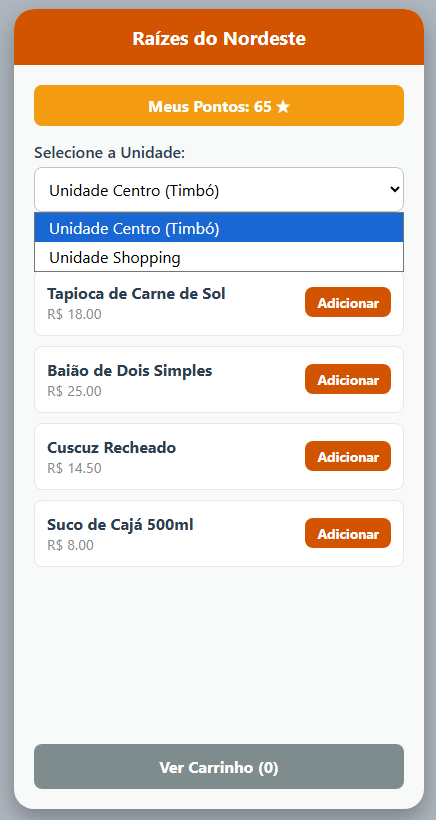 Raízes do Nordeste
Meus Pontos: 65 ★
Selecione a Unidade:
Unidade Centro (Timbó)
Unidade Centro (Timbó)
Unidade Shopping
Tapioca de Carne de Sol
R$ 18.00
Adicionar
Baião de Dois Simples
R$ 25.00
Adicionar
Cuscuz Recheado
R$ 14.50
Adicionar
Suco de Cajá 500ml
R$ 8.00
Adicionar
Ver Carrinho (0)